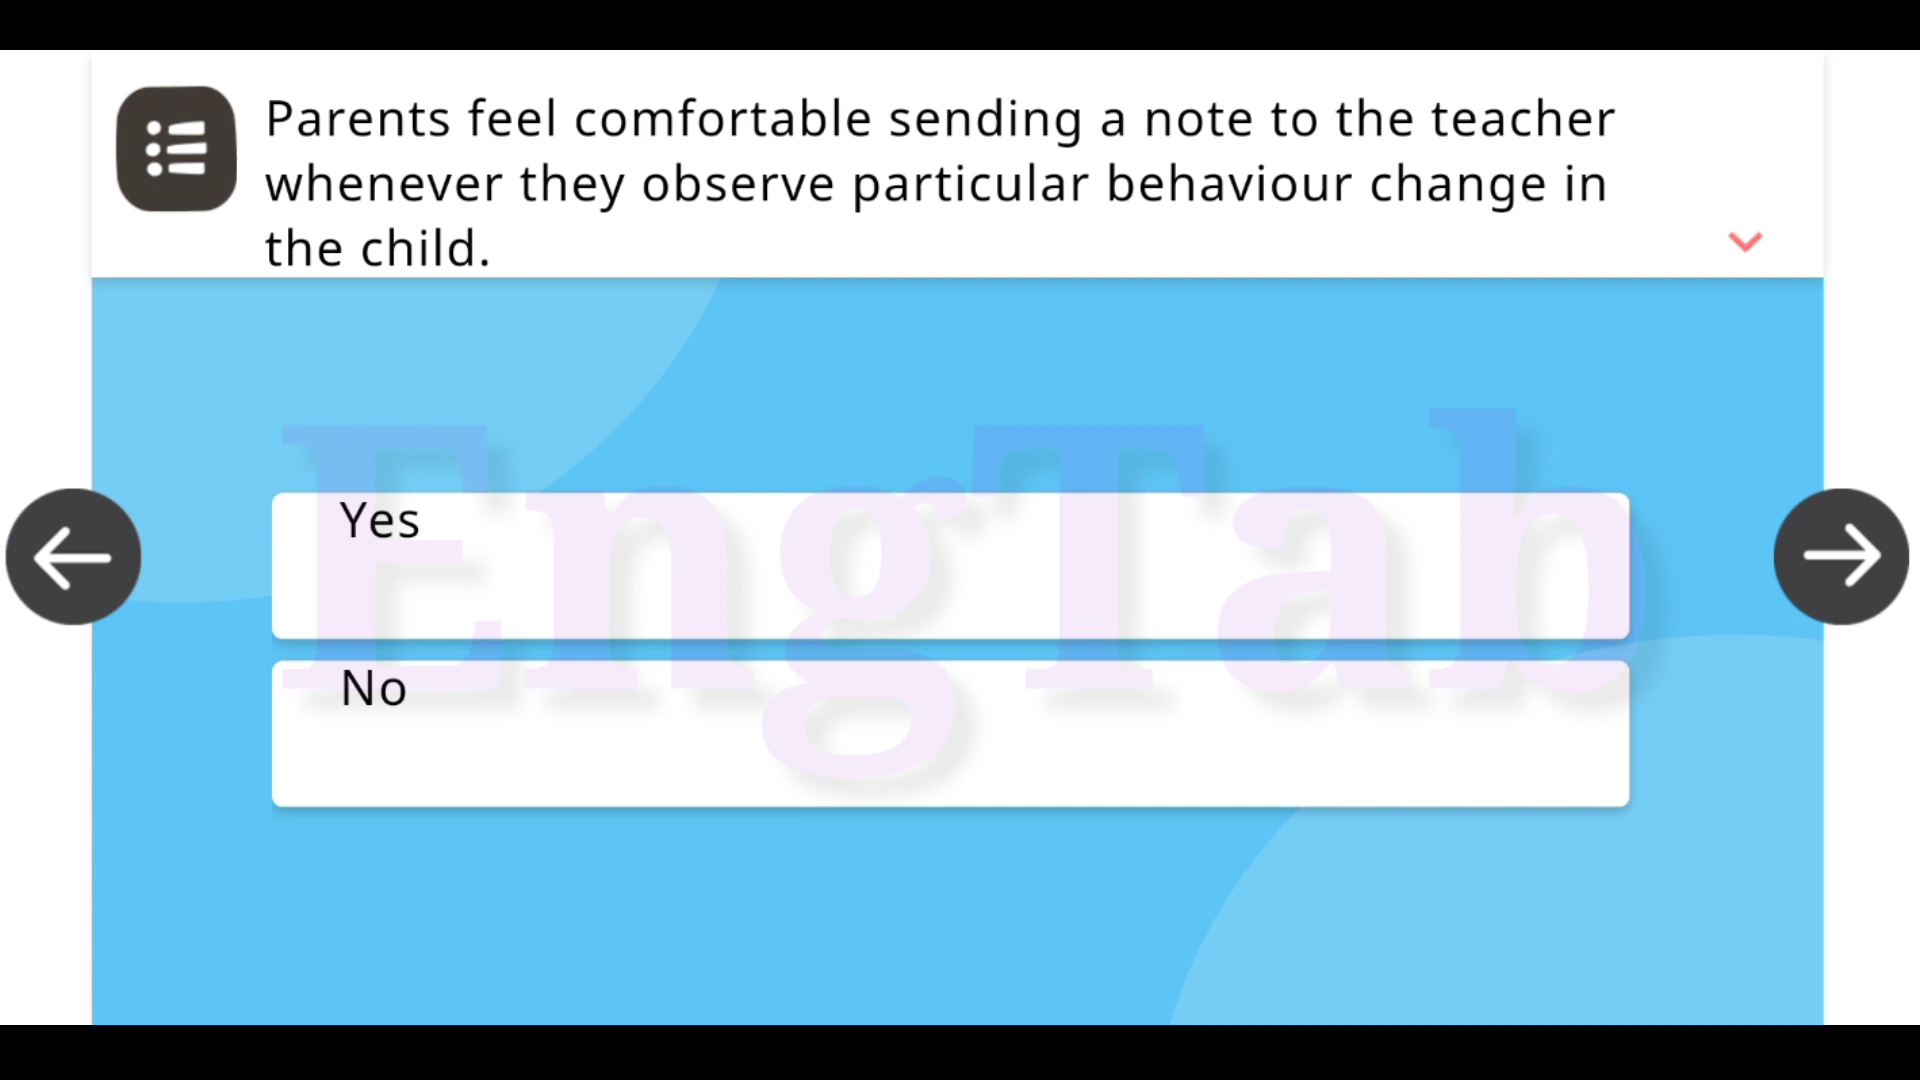 Parents feel comfortable sending a note to the teacher
whenever they observe particular behaviour change in
the child.
Yes
No
EngTab